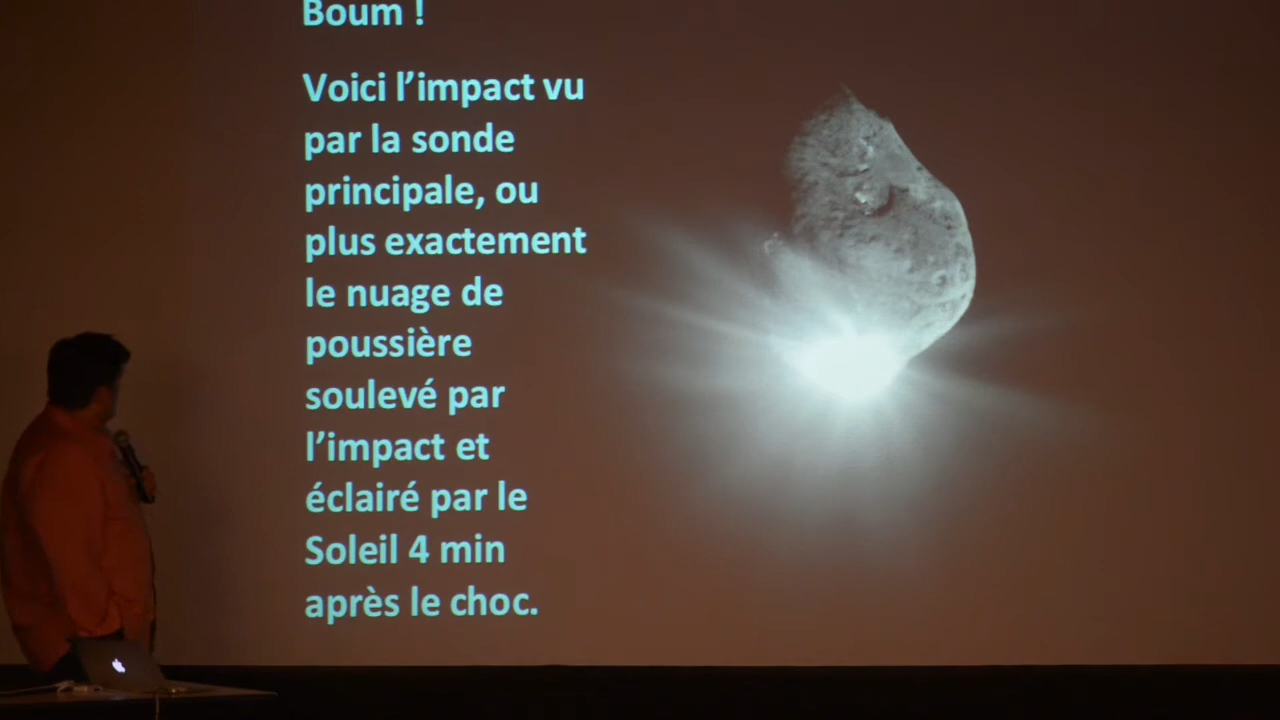 Boum !
Voici l’impact vu
par la sonde
principale, ou
plus exactement
le nuage de
poussière
soulevé par
l’impact et
éclairé par le
Soleil 4 min
après le choc.